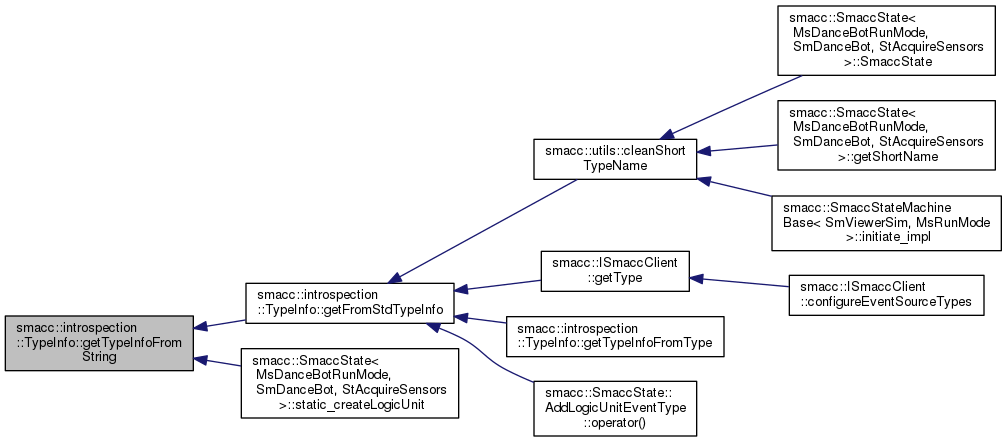 smacc::SmaccState<
MsDanceBotRunMode,
SmDanceBot, StAcquireSensors
>::SmaccState
smacc::SmaccState<
MsDanceBotRunMode,
SmDanceBot, StAcquireSensors
>::getShortName
smacc::utils::cleanShort
TypeName
smacc::SmaccStateMachine
Base< SmViewerSim, MsRunMode
>::initiate_impl
smacc::ISmaccClient
::getType
smacc::ISmaccClient
::configureEventSourceTypes
smacc::introspection
::TypeInfo::getFromStdTypeInfo
smacc::introspection
::TypeInfo::getTypeInfoFromType
smacc::introspection
::TypeInfo::getTypeInfoFrom
String
smacc::SmaccState<
MsDanceBotRunMode,
SmDanceBot, StAcquireSensors
>::static_createLogicUnit
smacc::SmaccState::
AddLogicUnitEventType
::operator()